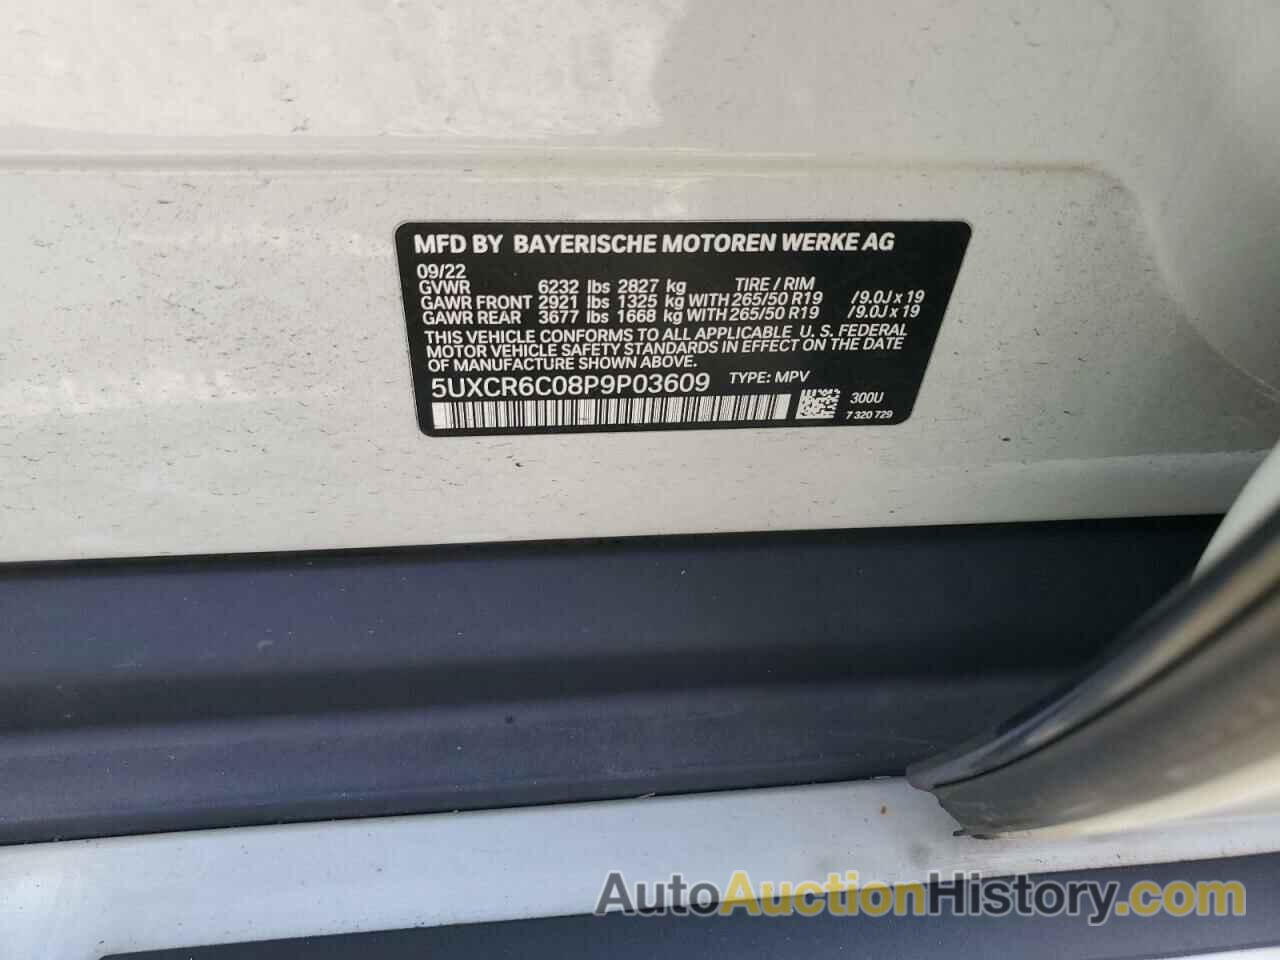 MFD BY BAYERISCHE MOTOREN WERKE AG
09/22
GVWR 6232 lbs 2827 kg TIRE / RIM
GAWR FRONT 2921 lbs 1325 kg WITH 265/50 R19 / 9.0J x 19
GAWR REAR 3677 lbs 1668 kg WITH 265/50 R19 / 9.0J x 19
THIS VEHICLE CONFORMS TO ALL APPLICABLE U. S. FEDERAL
MOTOR VEHICLE SAFETY STANDARDS IN EFFECT ON THE DATE
OF MANUFACTURE SHOWN ABOVE.
5UXCR6C08P9P03609 TYPE: MPV
300U
7 320 729
AutoAuctionHistory.com